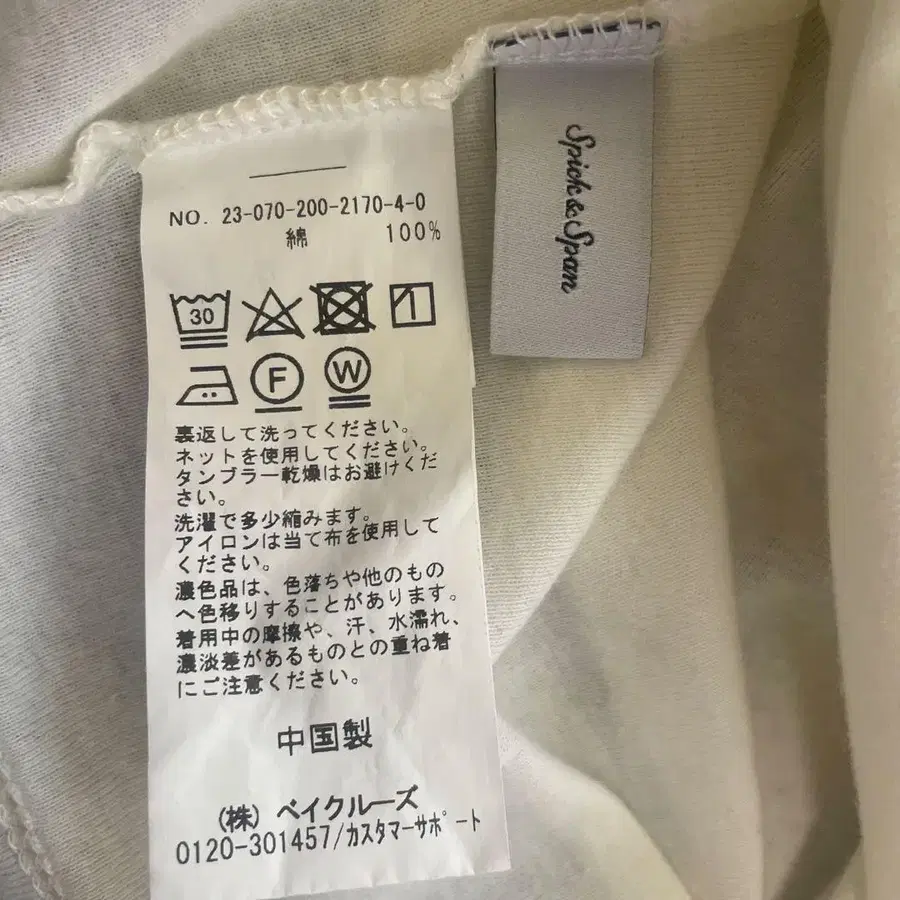 NO. 23-070-200-2170-4-0
綿 100%
30
F W
裏返して洗ってください。
ネットを使用してください。
タンブラー乾燥はお避けくだ
さい。
洗濯で多少縮みます。
アイロンは当て布を使用して
ください。
濃色品は、色落ちや他のもの
へ色移りすることがあります。
着用中の摩擦や、汗、水濡れ、
濃淡差があるものとの重ね着
にご注意ください。
中国製
(株) ベイクルーズ
0120-301457/カスタマーサポート
Spick & Span